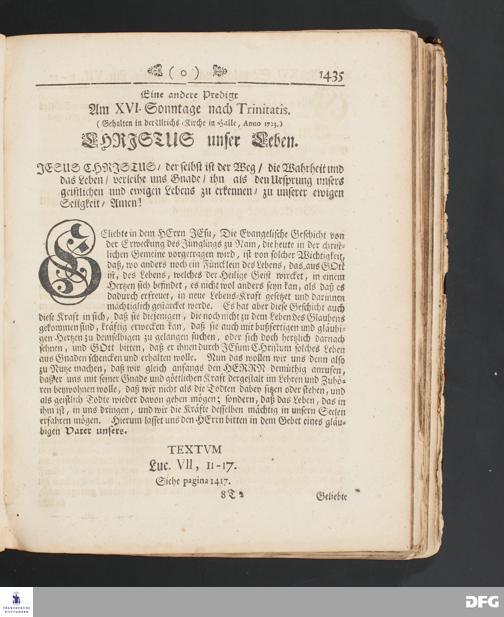 ( o )
1435
Eine andere Predigt
Am XVI. Sonntage nach Trinitatis.
( Gehalten in der Ulrichs-Kirche in Halle, Anno 1723.)
CHRISTUS unser Leben.
JESUS CHRISTUS / der selbst ist der Weg / die Wahrheit und
das Leben / verleihe uns Gnade / ihn als den Ursprung unsers
geistlichen und ewigen Lebens zu erkennen / zu unserer ewigen
Seligkeit / Amen!
GEliebte in dem HErrn JEsu, Die Evangelische Geschicht von
der Erweckung des Jünglings zu Nain, die heute in der christ-
lichen Gemeine vorgetragen wird, ist von solcher Wichtigkeit,
daß, wo anders noch ein Füncklein des Lebens, das aus GOtt
ist, des Lebens, welches der Heilige Geist wircket, in einem
Hertzen sich befindet, es nicht wol anders seyn kan, als daß es
dadurch erfreuet, in neue Lebens-Kraft gesetzet und darinnen
mächtiglich gestärcket werde. Es hat aber diese Geschicht auch
diese Kraft in sich, daß sie diejenigen, die noch nicht zu dem Leben des Glaubens
gekommen sind, kräftig erwecken kan, daß sie auch mit bußfertigen und gläubi-
gen Hertzen zu demselbigen zu gelangen suchen, oder sich doch hertzlich darnach
sehnen, und GOtt bitten, daß er ihnen durch JEsum Christum solches Leben
aus Gnaden schencken und erhalten wolle. Nun das wollen wir uns denn also
zu Nutze machen, daß wir gleich anfangs den HERRN demüthig anrufen,
daß er uns mit seiner Gnade und göttlichen Kraft dergestalt im Lehren und Zuhö-
ren beywohnen wolle, daß wir nicht als die Todten dabey sitzen oder stehen, und
als geistlich Todte wieder davon gehen mögen; sondern, daß das Leben, das in
ihm ist, in uns dringen, und wir die Kräfte desselben mächtig in unsern Seelen
erfahren mögen. Hierum lasset uns den HErrn bitten in dem Gebet eines gläu-
bigen Vater unsers.
TEXTVM
Luc. VII, 11-17.
Siehe pagina 1417.
8T 2
Geliebte
FRANCKESCHE
STIFTUNGEN
DFG